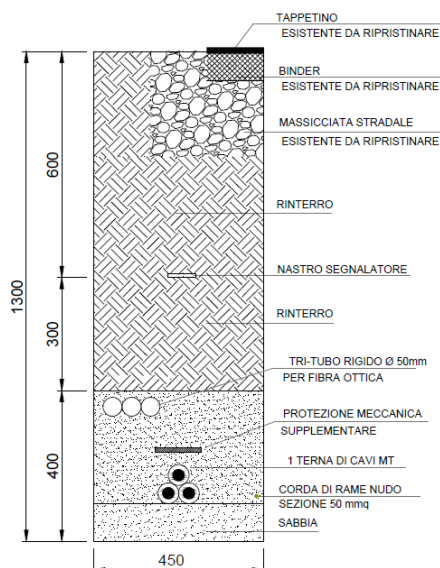 TAPPETINO
ESISTENTE DA RIPRISTINARE
BINDER
ESISTENTE DA RIPRISTINARE
MASSICCIATA STRADALE
ESISTENTE DA RIPRISTINARE
RINTERRO
NASTRO SEGNALATORE
RINTERRO
TRI-TUBO RIGIDO Ø 50mm
PER FIBRA OTTICA
PROTEZIONE MECCANICA
SUPPLEMENTARE
1 TERNA DI CAVI MT
CORDA DI RAME NUDO
SEZIONE 50 mmq
SABBIA
1300
600
300
400
450